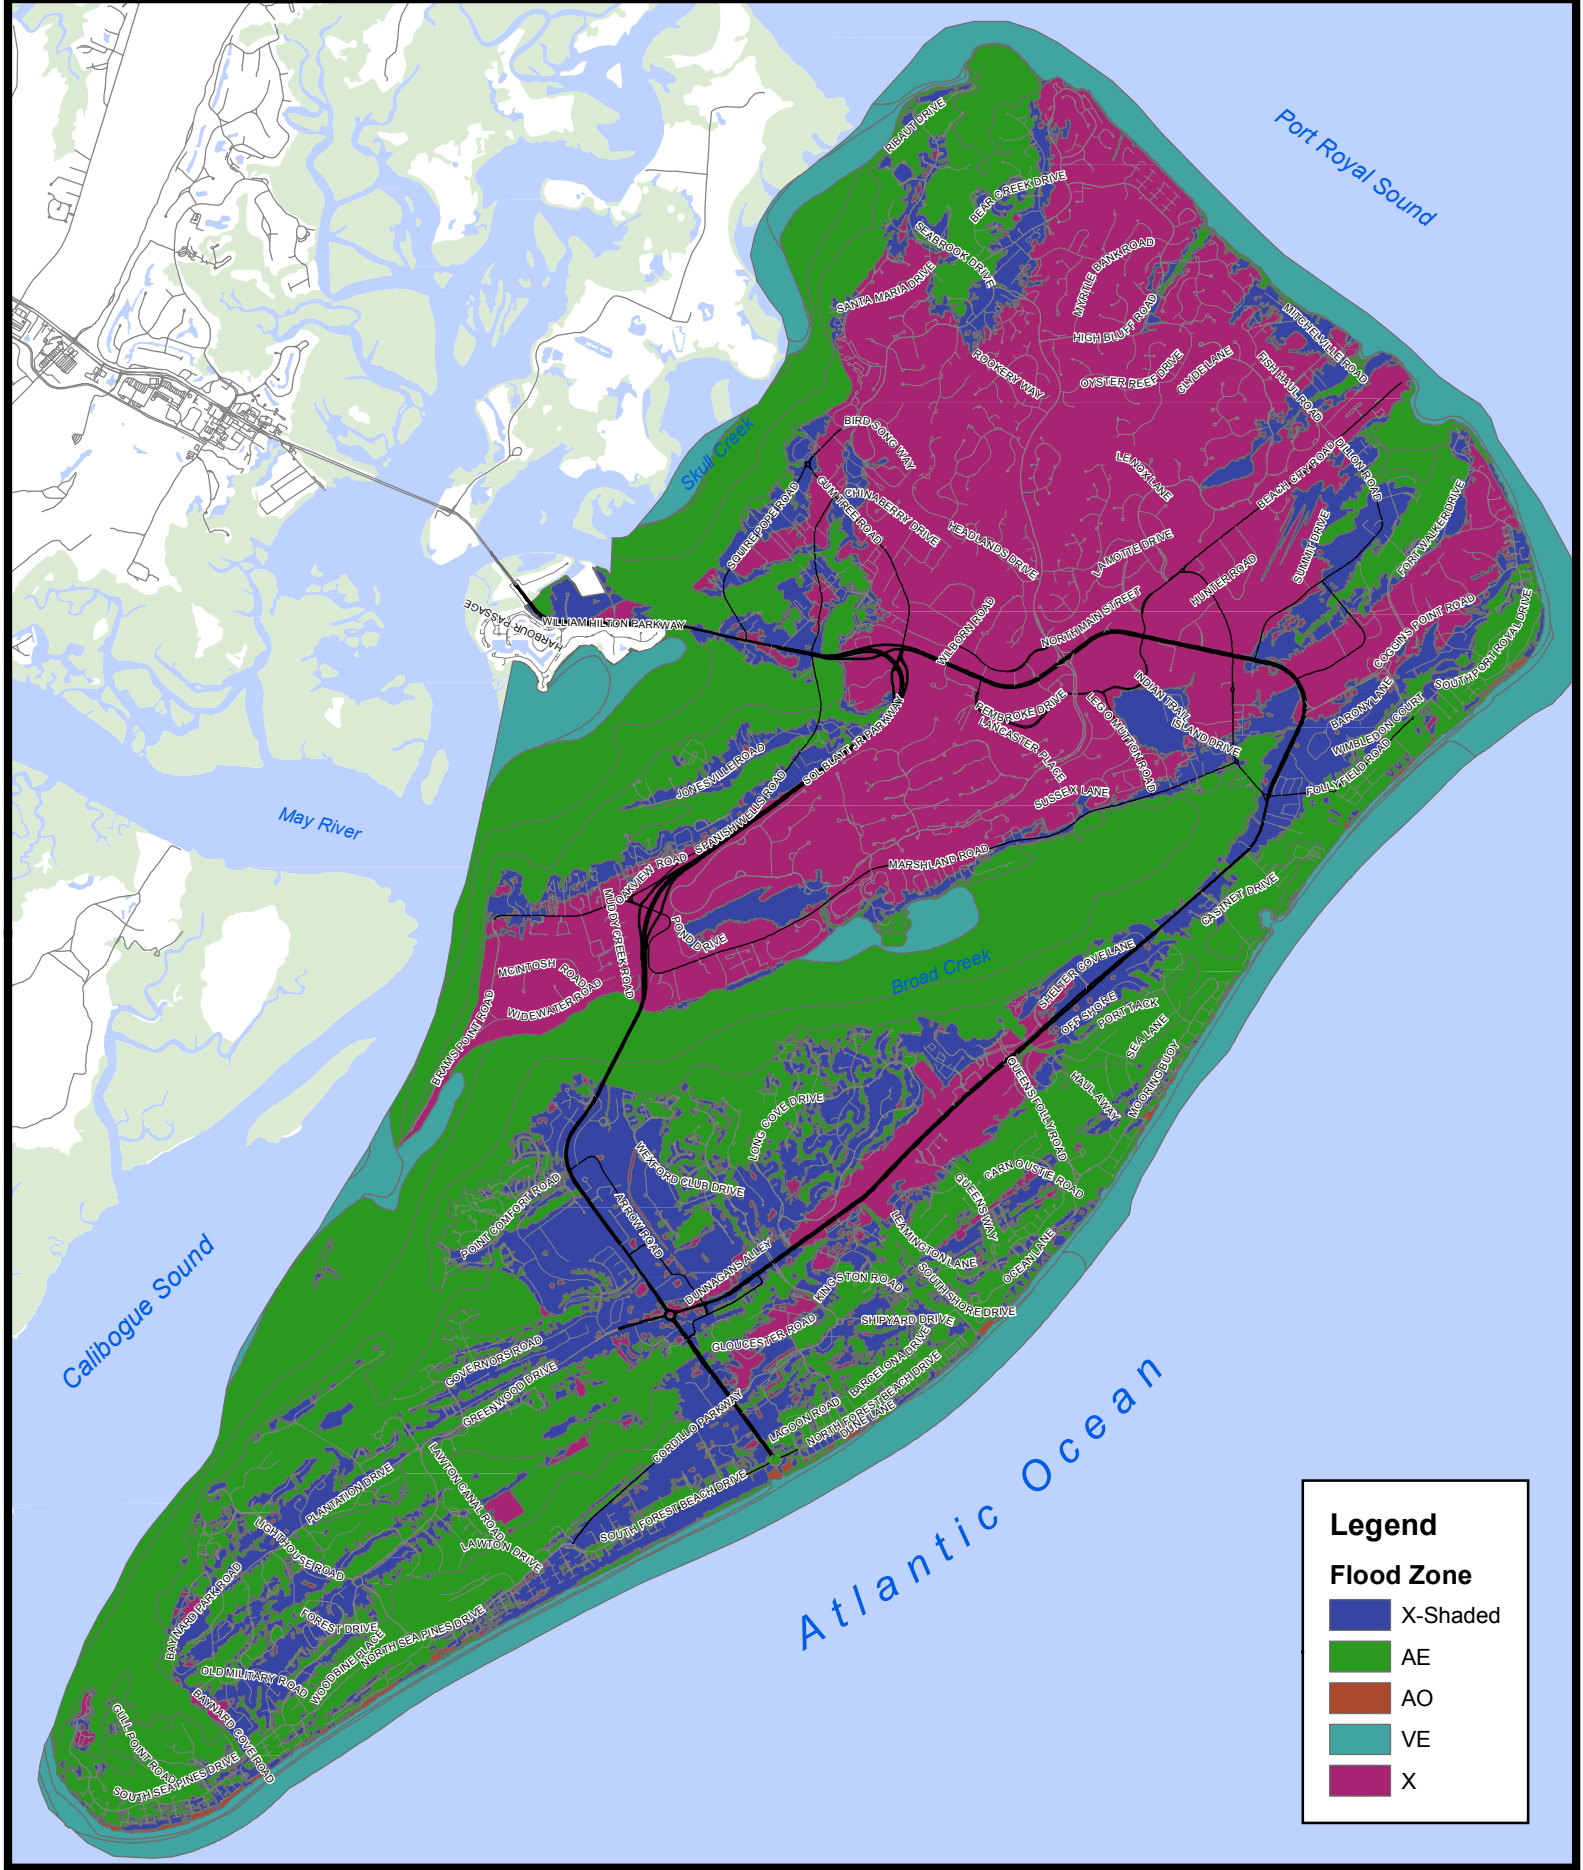 Port Royal Sound
RIBAUT DRIVE
BEAR CREEK DRIVE
SEABROOK DRIVE
SANTA MARIA DRIVE
MYRTLE BANK ROAD
HIGH BLUFF ROAD
MITCHELVILLE ROAD
ROOKERY WAY
OYSTER REEF DRIVE
CLYDE LANE
FISH HAUL ROAD
BIRD SONG WAY
Skull Creek
LENOX LANE
BEACH CITY ROAD
DILLON ROAD
SQUIRE POPE ROAD
GUM TREE ROAD
CHINABERRY DRIVE
HEADLANDS DRIVE
LAMOTTE DRIVE
SUMMIT DRIVE
FORT WALKER DRIVE
HUNTER ROAD
HARBOUR PASSAGE
WILLIAM HILTON PARKWAY
WILBORN ROAD
NORTH MAIN STREET
COGGINS POINT ROAD
SOUTH PORT ROYAL DRIVE
INDIAN TRAIL
ISLAND DRIVE
PEMBROKE DRIVE
LANCASTER PLACE
LEG O MUTTON ROAD
BARONY LANE
WIMBLEDON COURT
FOLLYFIELD ROAD
SOL BLATT JR PARKWAY
JONESVILLE ROAD
SPANISH WELLS ROAD
SUSSEX LANE
May River
MARSHLAND ROAD
OAKVIEW ROAD
MUDDY CREEK ROAD
POND DRIVE
CASTNET DRIVE
MCINTOSH ROAD
WIDEWATER ROAD
Broad Creek
SHELTER COVE LANE
OFF SHORE
PORT TACK
SEA LANE
BRAMS POINT ROAD
QUEENS FOLLY ROAD
HAUL AWAY
MOORING BUOY
LONG COVE DRIVE
WEXFORD CLUB DRIVE
CARNOUSTIE ROAD
QUEENS WAY
POINT COMFORT ROAD
ARROW ROAD
LEAMINGTON LANE
OCEAN LANE
Calibogue Sound
DUNNAGANS ALLEY
KINGSTON ROAD
SOUTH SHORE DRIVE
SHIPYARD DRIVE
GLOUCESTER ROAD
GOVERNORS ROAD
GREENWOOD DRIVE
BARCELONA DRIVE
NORTH FOREST BEACH DRIVE
DUNE LANE
LAGOON ROAD
CORDILLO PARKWAY
Atlantic Ocean
LAWTON CANAL ROAD
PLANTATION DRIVE
SOUTH FOREST BEACH DRIVE
LIGHTHOUSE ROAD
LAWTON DRIVE
BAYNARD PARK ROAD
FOREST DRIVE
NORTH SEA PINES DRIVE
WOODBINE PLACE
OLD MILITARY ROAD
BAYNARD COVE ROAD
GULL POINT ROAD
SOUTH SEA PINES DRIVE
Legend
Flood Zone
X-Shaded
AE
AO
VE
X